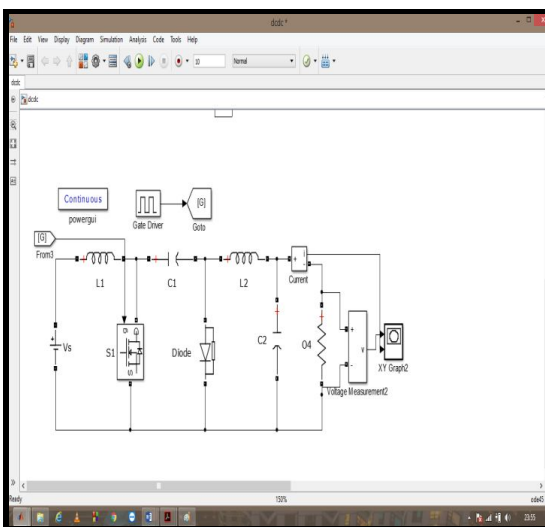 dcdc *
File Edit View Display Diagram Simulation Analysis Code Tools Help
10 Normal
dcdc
dcdc
Continuous
powergui
Gate Driver
[G]
Goto
[G]
From3
L1
C1
L2
Current
Vs
S1
Diode
C2
O4
Voltage Measurement2
XY Graph2
Ready 150% ode45
23:55